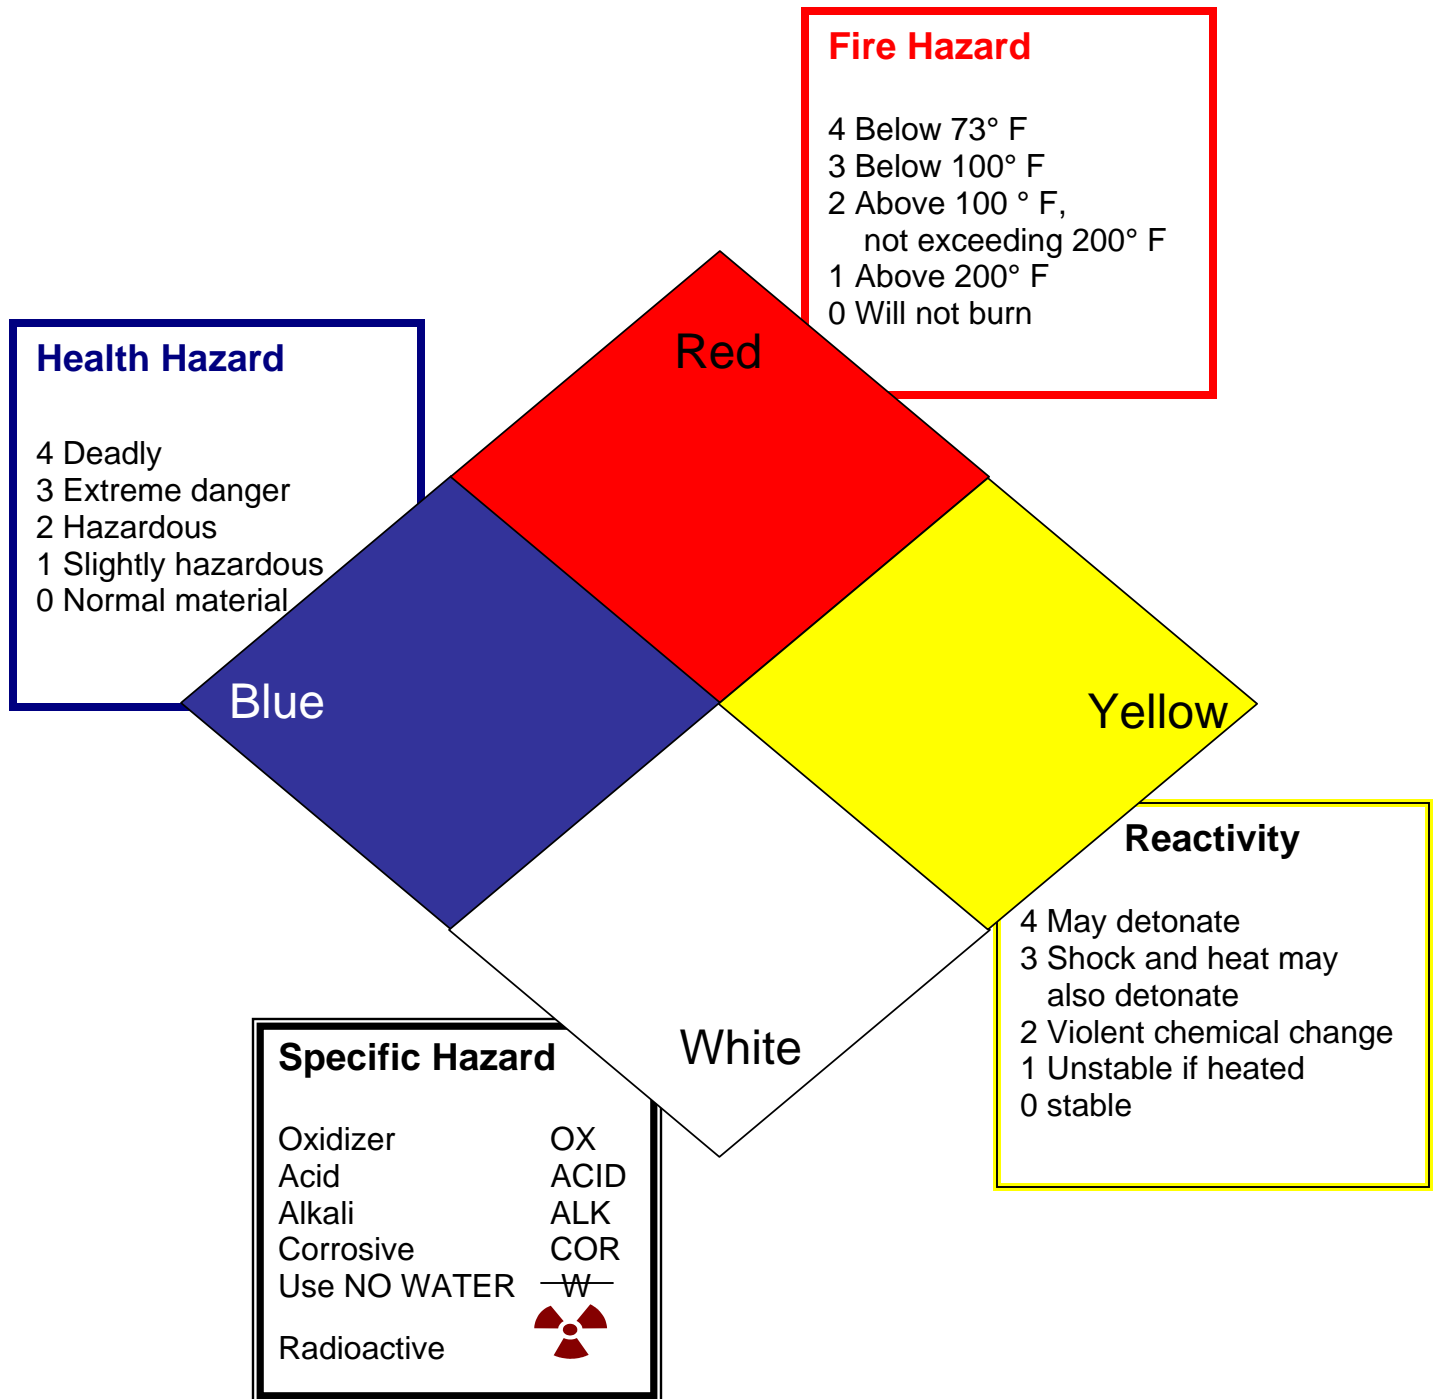 Fire Hazard
4 Below 73° F
3 Below 100° F
2 Above 100 ° F,
not exceeding 200° F
1 Above 200° F
0 Will not burn
Red
Health Hazard
4 Deadly
3 Extreme danger
2 Hazardous
1 Slightly hazardous
0 Normal material
Blue
Yellow
Reactivity
4 May detonate
3 Shock and heat may
also detonate
2 Violent chemical change
1 Unstable if heated
0 stable
White
Specific Hazard
Oxidizer OX
Acid ACID
Alkali ALK
Corrosive COR
Use NO WATER W
Radioactive